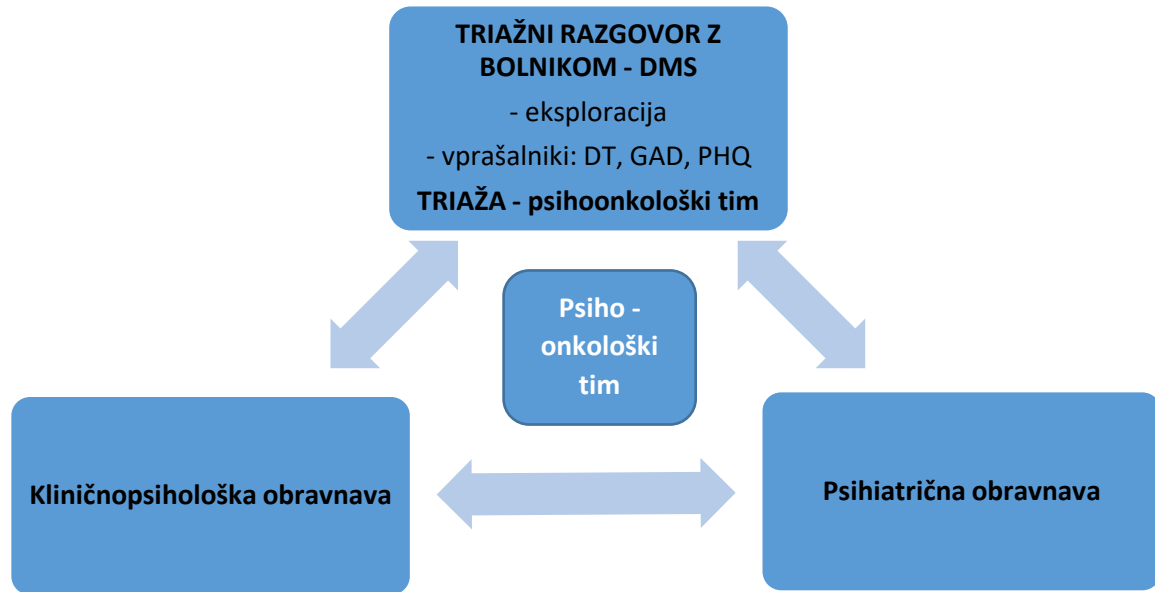 TRIAŽNI RAZGOVOR Z
BOLNIKOM - DMS
- eksploracija
- vprašalniki: DT, GAD, PHQ
TRIAŽA - psihoonkološki tim
Psiho -
onkološki
tim
Kliničnopsihološka obravnava
Psihiatrična obravnava